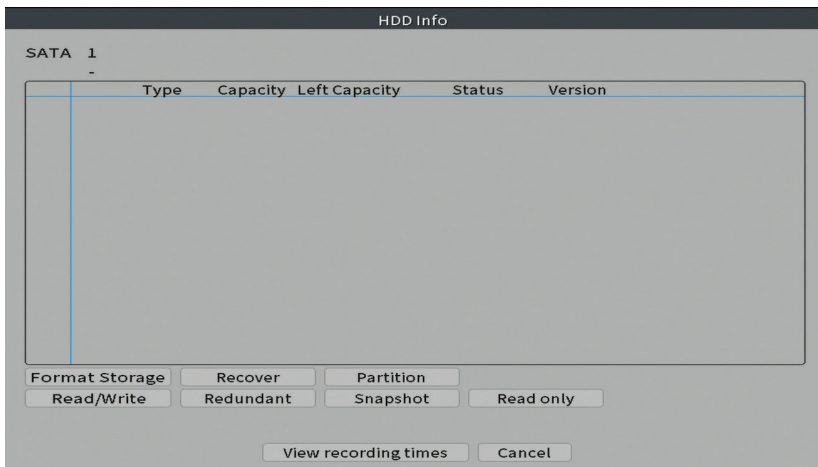 HDD Info
SATA 1
-
Type Capacity Left Capacity Status Version
Format Storage Recover Partition
Read/Write Redundant Snapshot Read only
View recording times Cancel